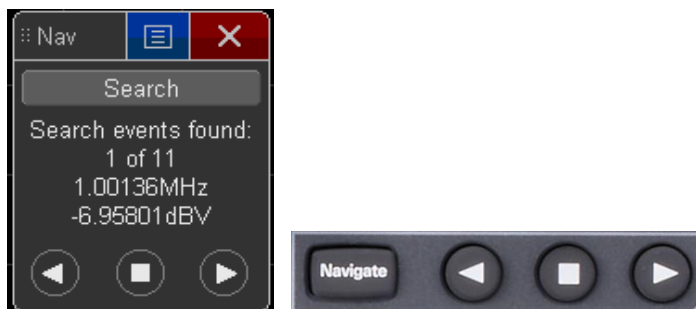 Nav
Search
Search events found:
1 of 11
1.00136MHz
-6.95801dBV
Navigate